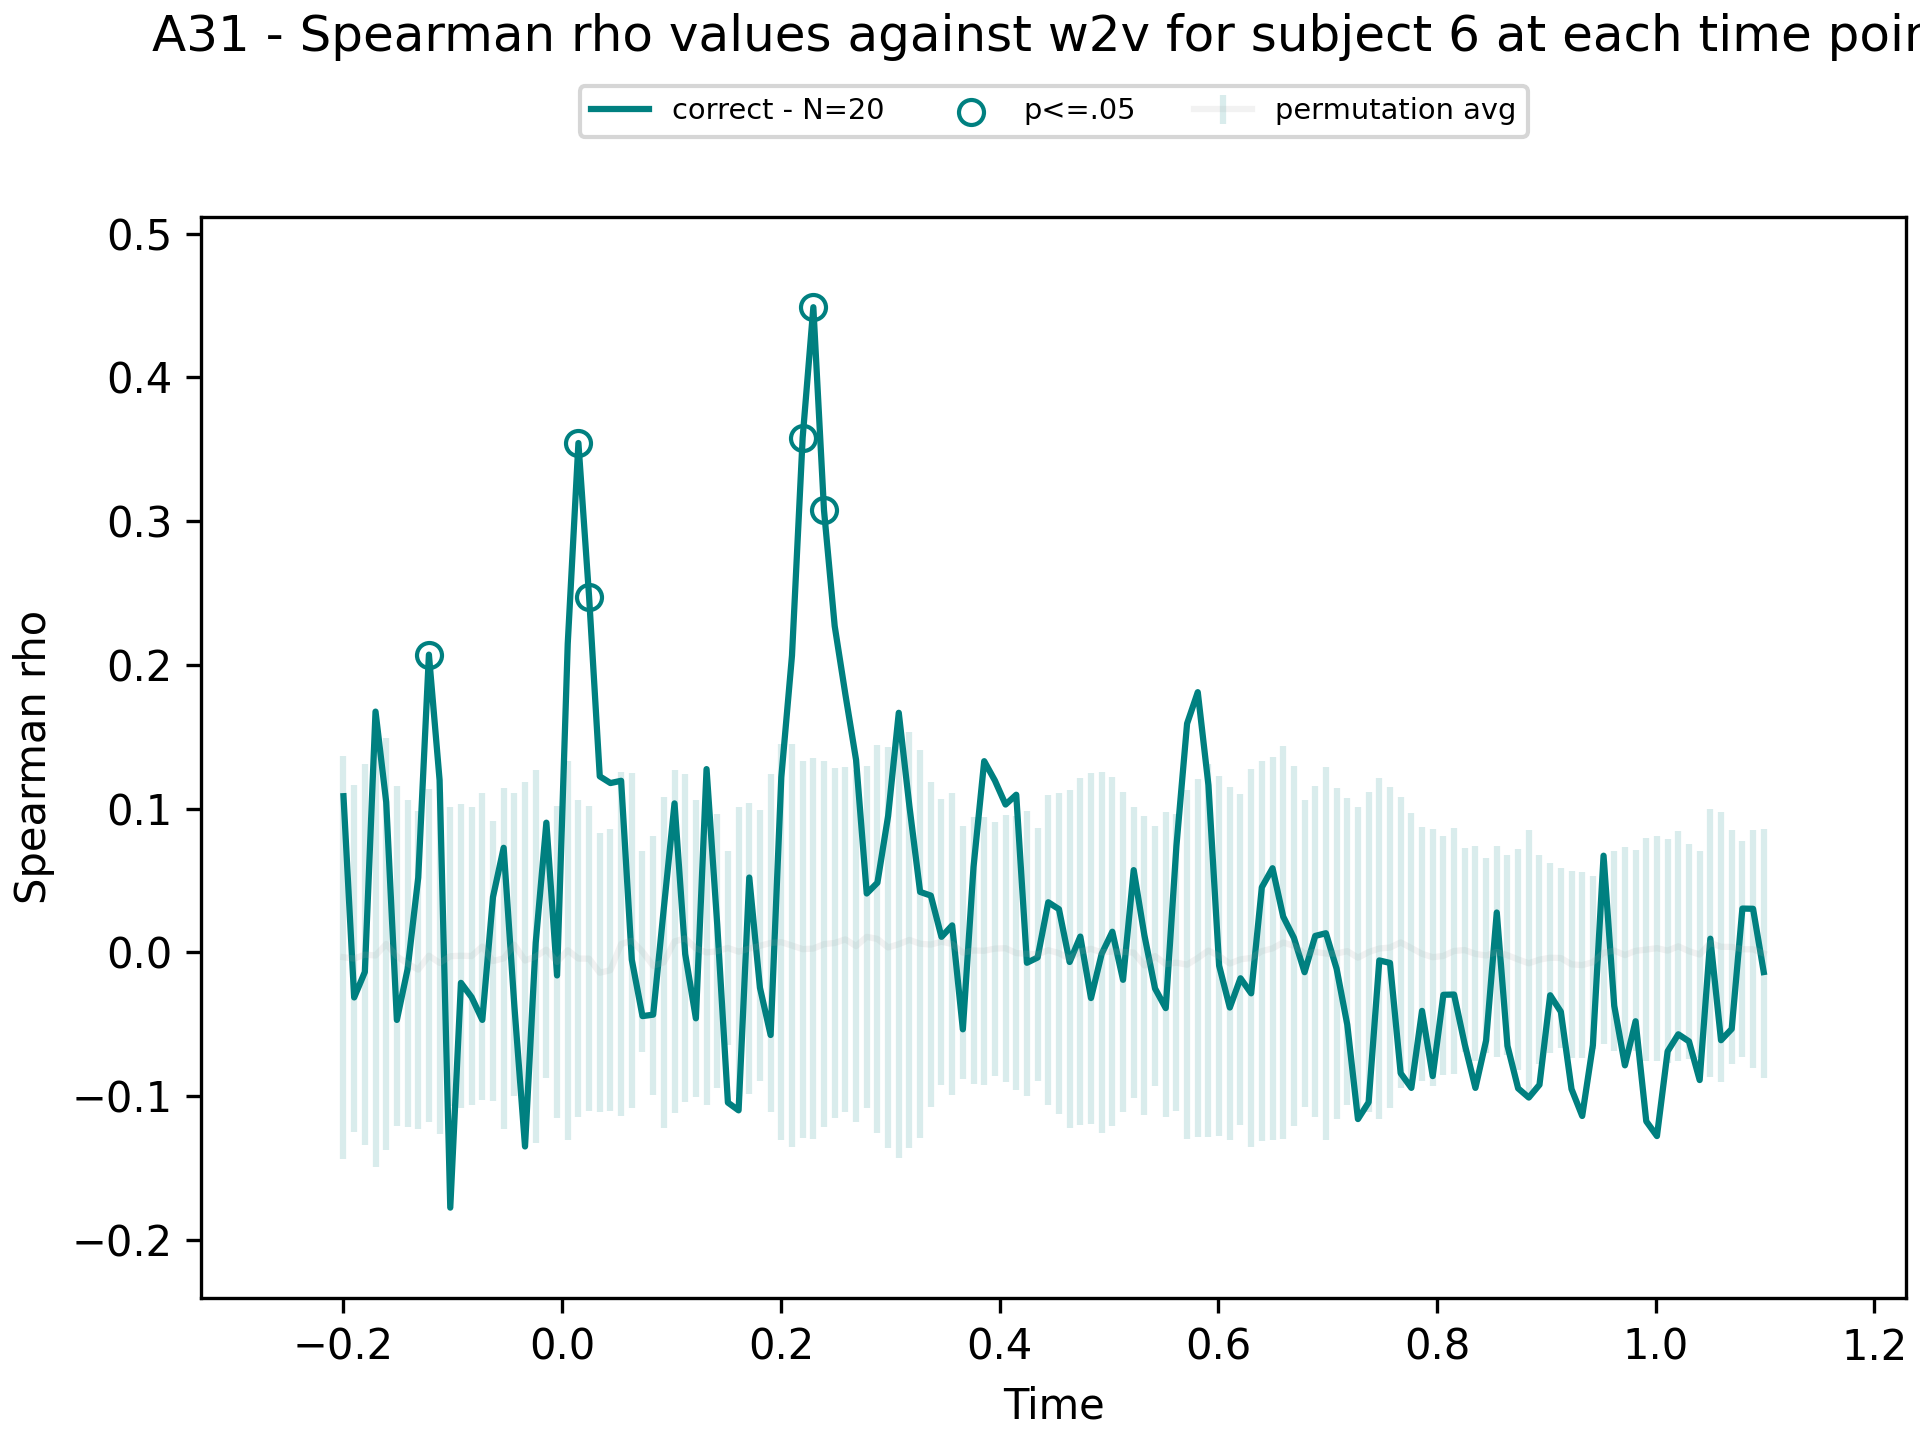 A31 - Spearman rho values against w2v for subject 6 at each time
correct - N=20 p<=.05 permutation avg
0.5
0.4
0.3
0.2
0.1
0.0
−0.1
−0.2
Spearman rho
−0.2 0.0 0.2 0.4 0.6 0.8 1.0 1.2
Time